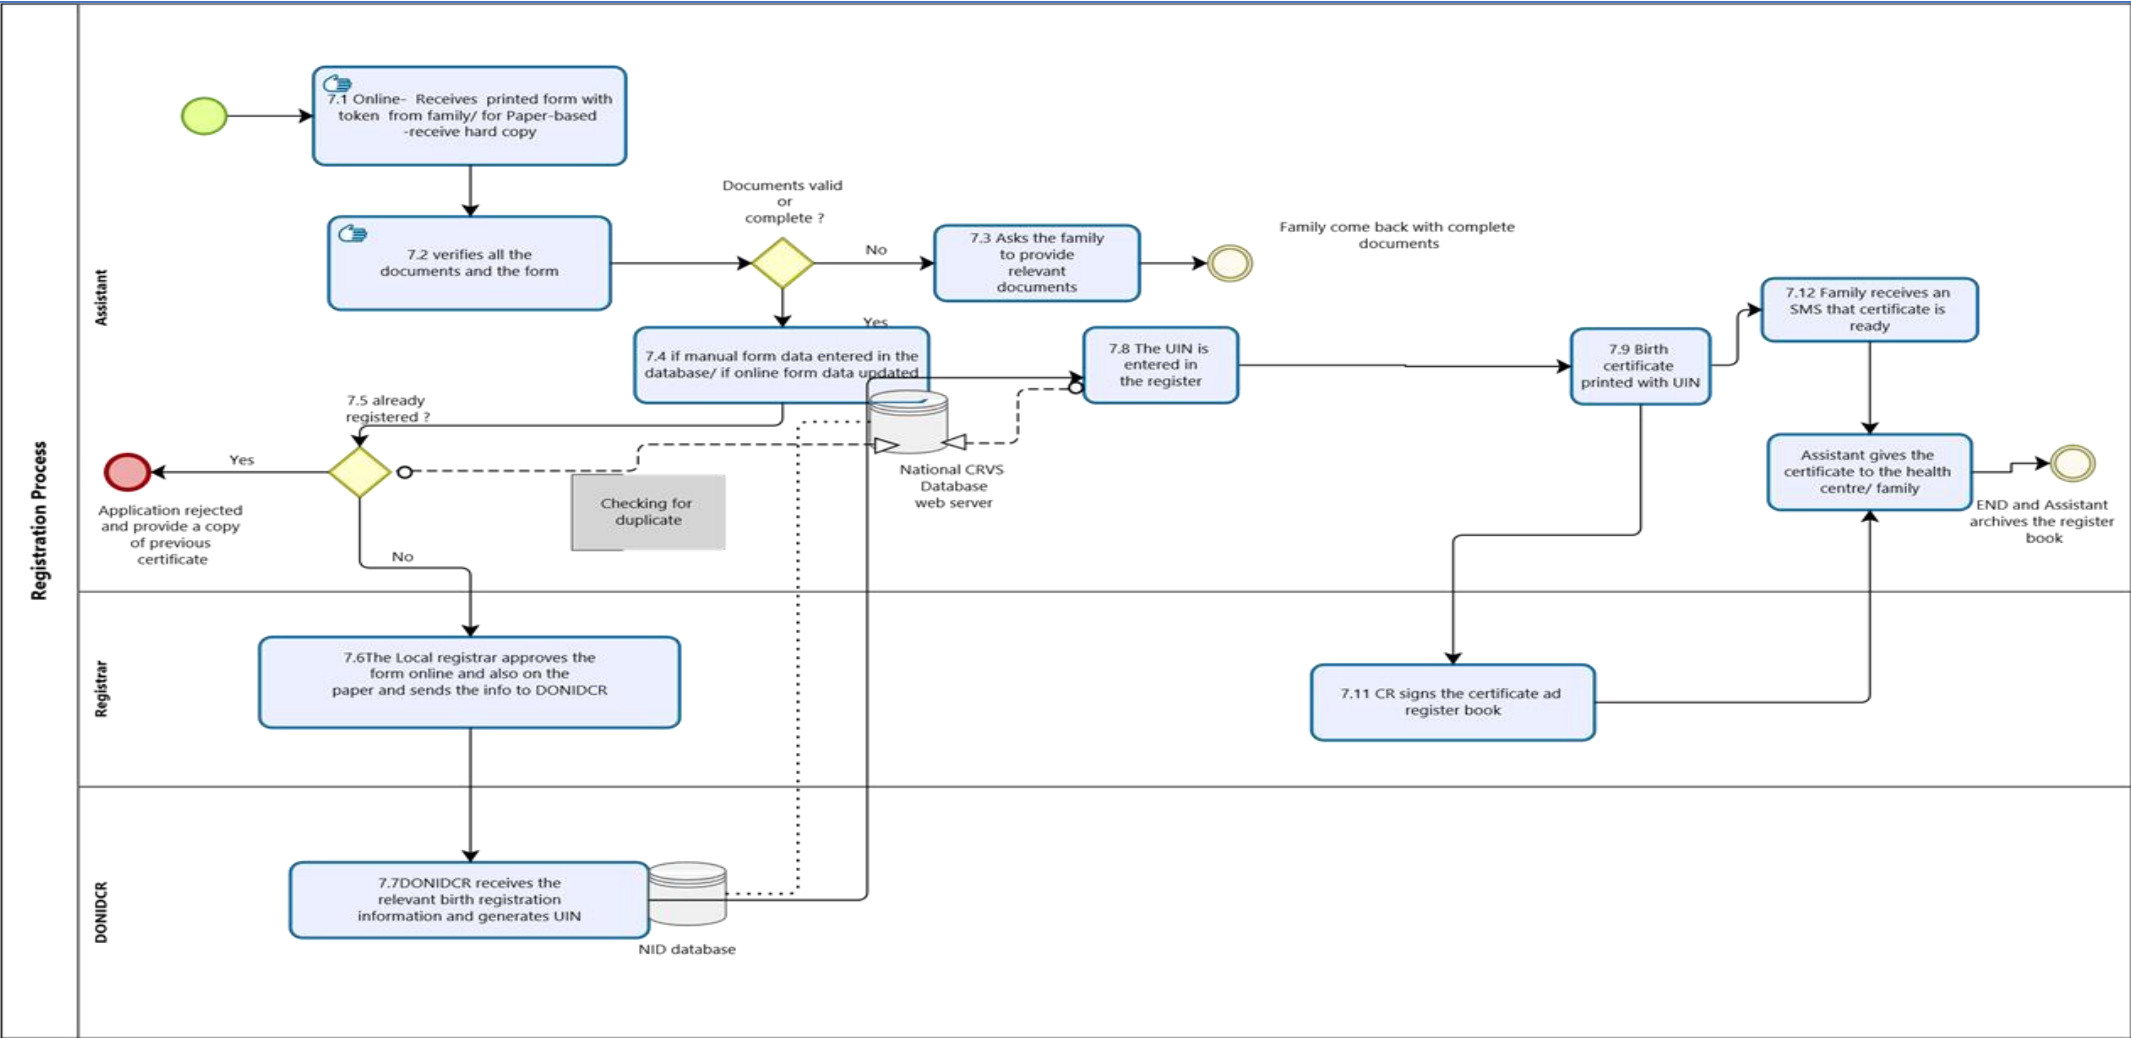 Registration Process
Assistant
7.1 Online- Receives printed form with
token from family/ for Paper-based
-receive hard copy
7.2 verifies all the
documents and the form
Documents valid
or
complete ?
No
7.3 Asks the family
to provide
relevant
documents
Family come back with complete
documents
Yes
7.4 if manual form data entered in the
database/ if online form data updated
7.5 already
registered ?
Yes
Application rejected
and provide a copy
of previous
certificate
No
Checking for
duplicate
National CRVS
Database
web server
7.8 The UIN is
entered in
the register
7.9 Birth
certificate
printed with UIN
7.12 Family receives an
SMS that certificate is
ready
Assistant gives the
certificate to the health
centre/ family
END and Assistant
archives the register
book
Registrar
7.6The Local registrar approves the
form online and also on the
paper and sends the info to DONIDCR
7.11 CR signs the certificate ad
register book
DONIDCR
7.7DONIDCR receives the
relevant birth registration
information and generates UIN
NID database